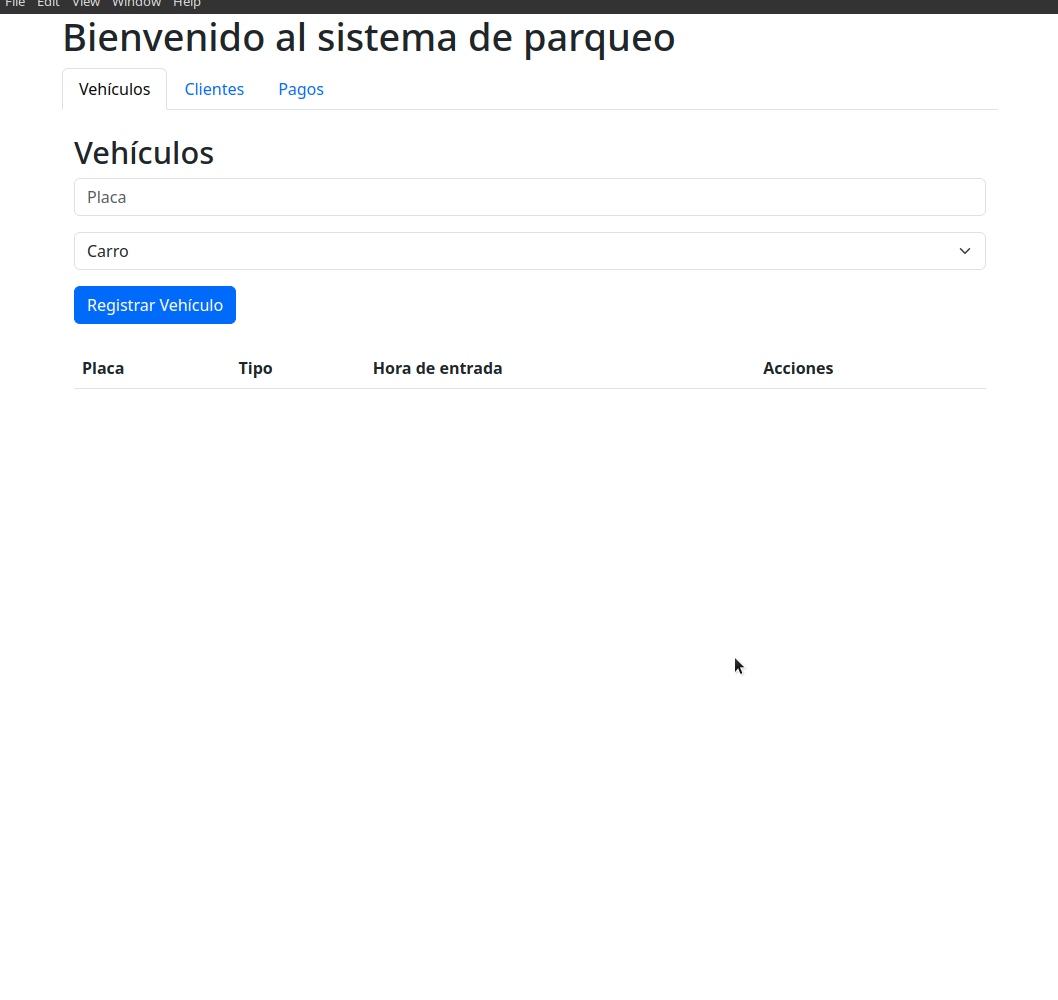 File Edit View Window Help
Bienvenido al sistema de parqueo
Vehículos Clientes Pagos
Vehículos
Placa
Carro
Registrar Vehículo
Placa Tipo Hora de entrada Acciones